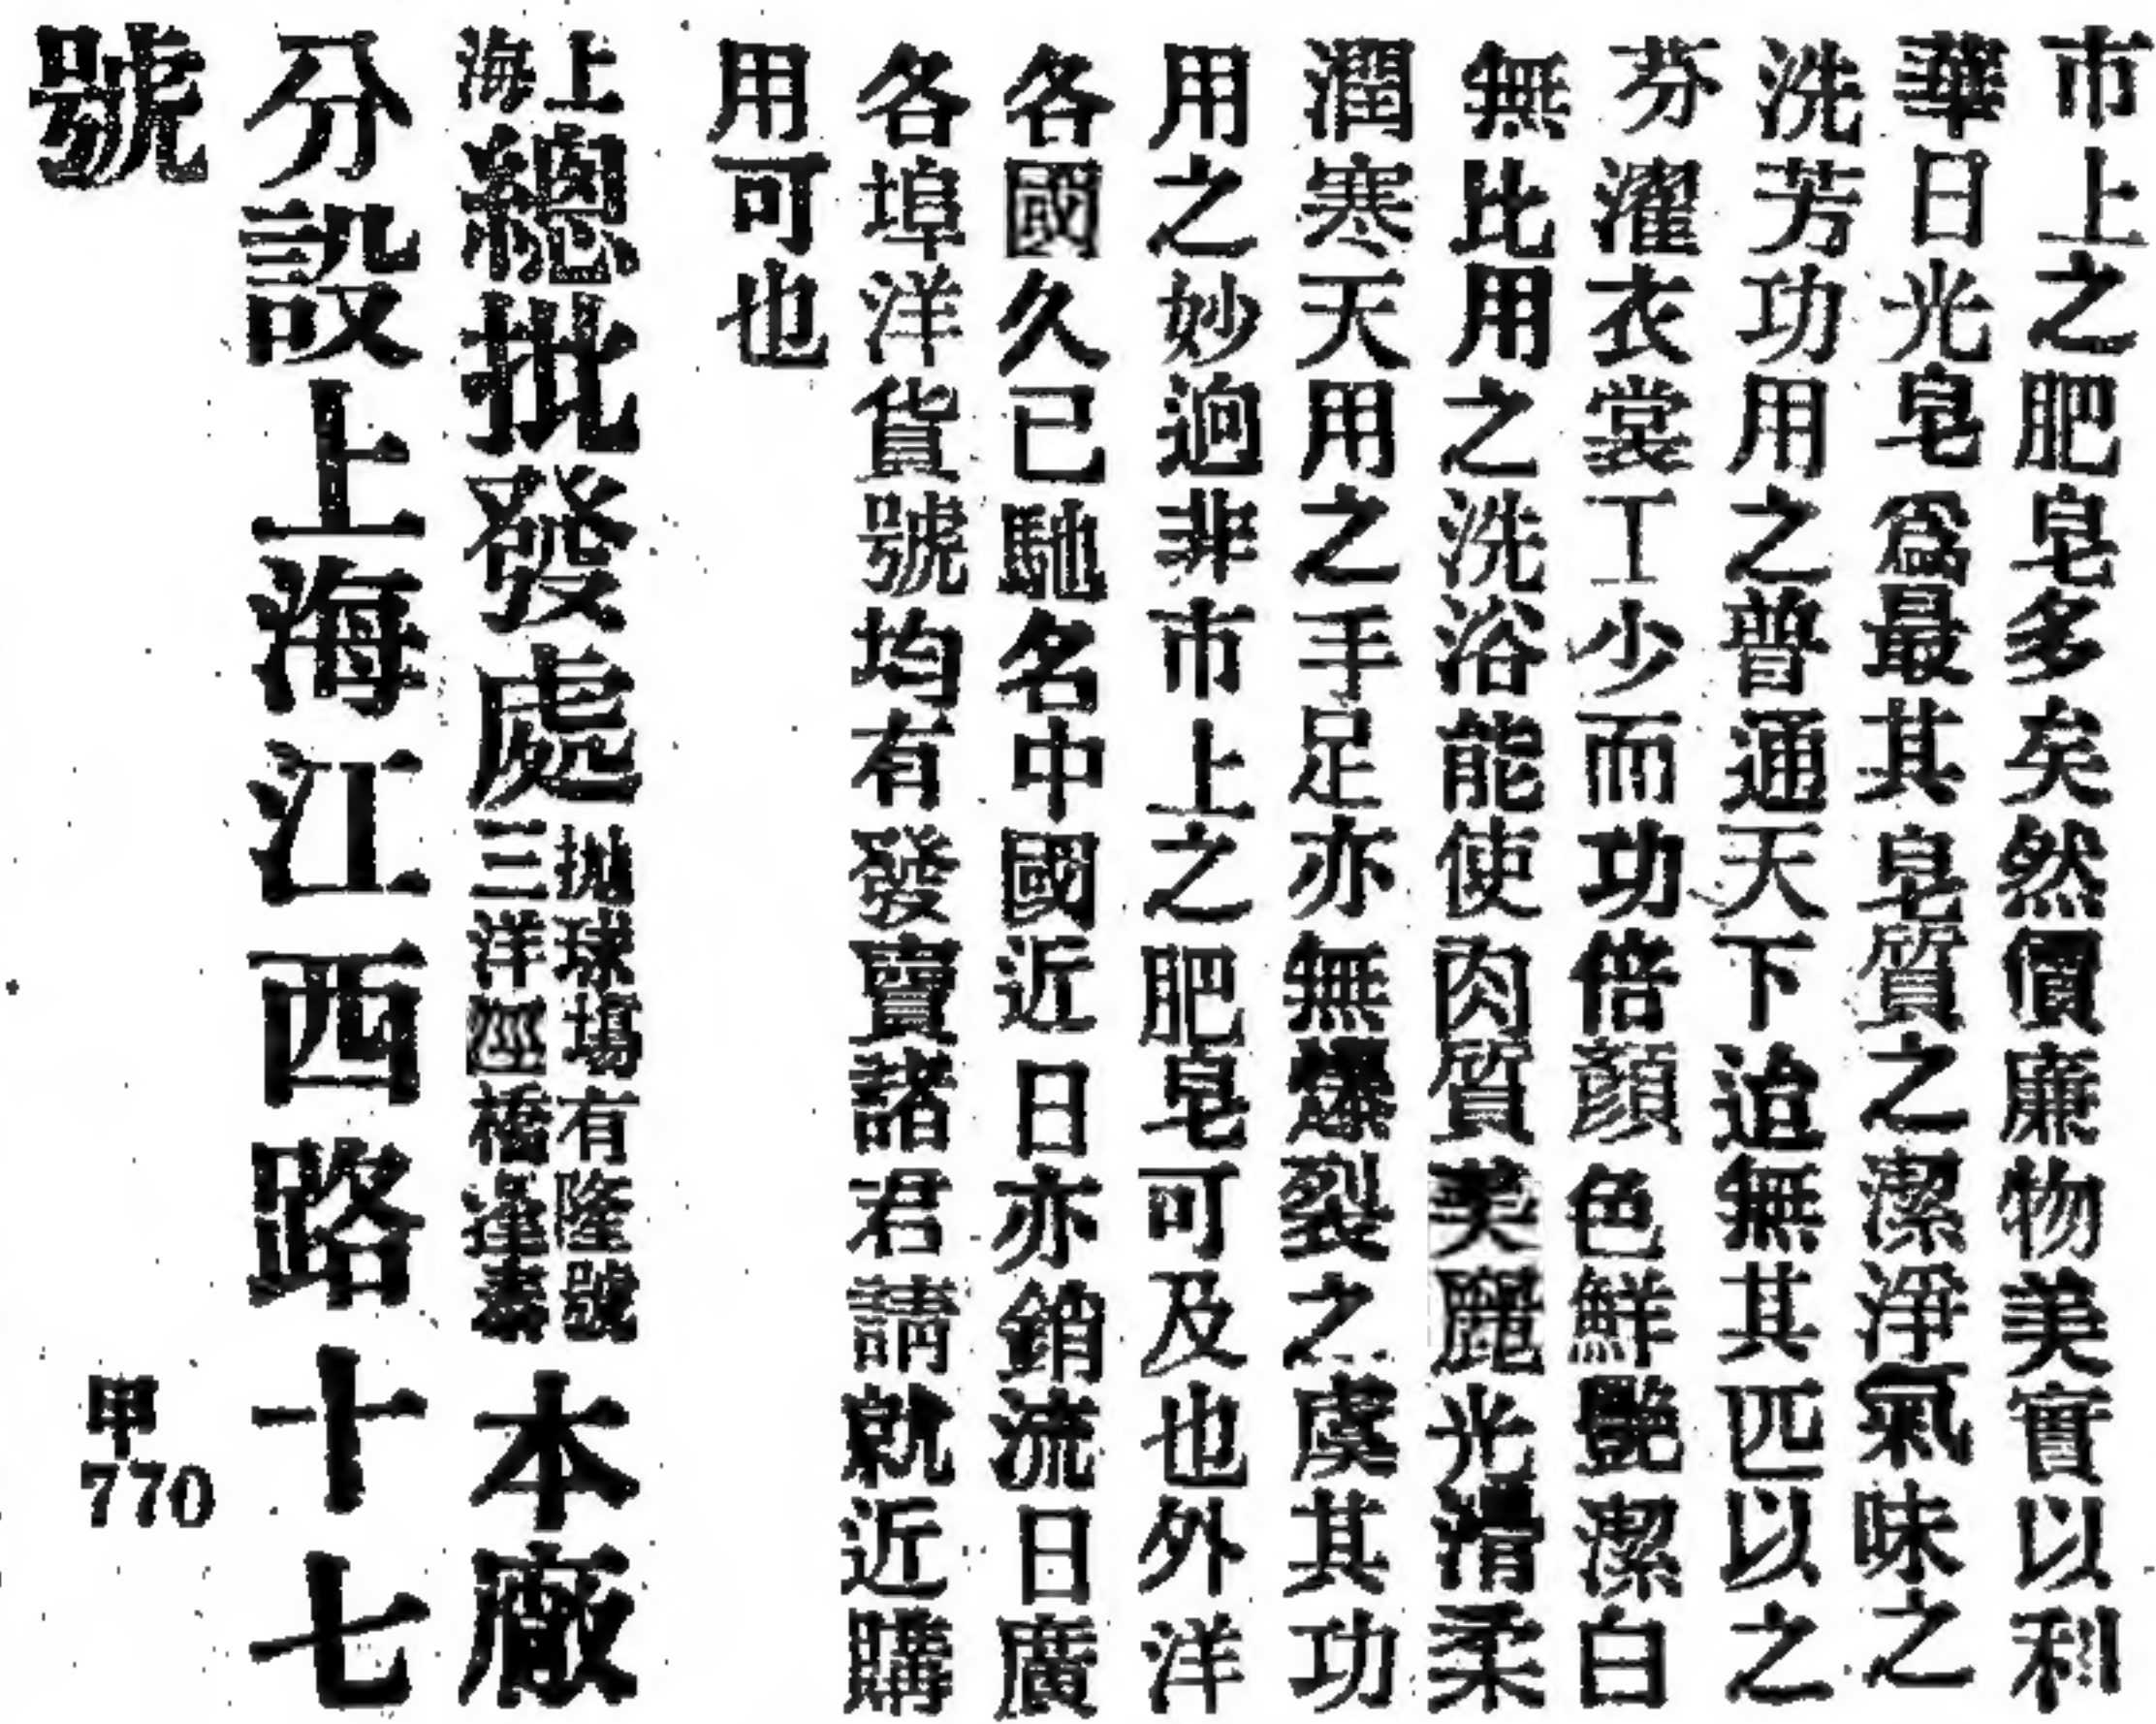 市上之肥皂多矣然價廉物美實以利
華日光皂爲最其皂質之潔淨氣味之
洗芳功用之普通天下迨無其匹以之
芬濯衣裳工少而功倍顏色鮮艷潔白
無比用之洗浴能使肉質美麗光滑柔
潤寒天用之手足亦無爆裂之虞其功
用之妙逈非市上之肥皂可及也外洋
各國久已馳名中國近日亦銷流日廣
各埠洋貨號均有發賣諸君請就近購
用可也
上海總批發處拋球塲有隆號三洋涇橋逢泰本廠
分設上海江西路十七
號
甲770